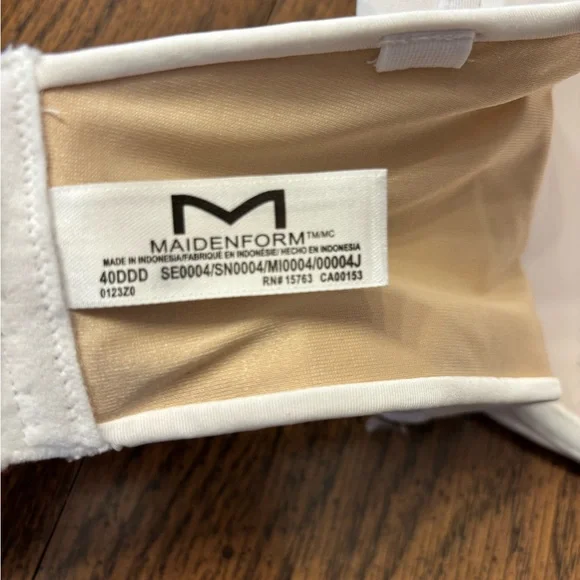 M
MAIDENFORM TM/MC
MADE IN INDONESIA/FABRIQUÉ EN INDONÉSIE/HECHO EN INDONESIA
40DDD SE0004/SN0004/MI0004/00004J
0123Z0 RN# 15763 CA00153